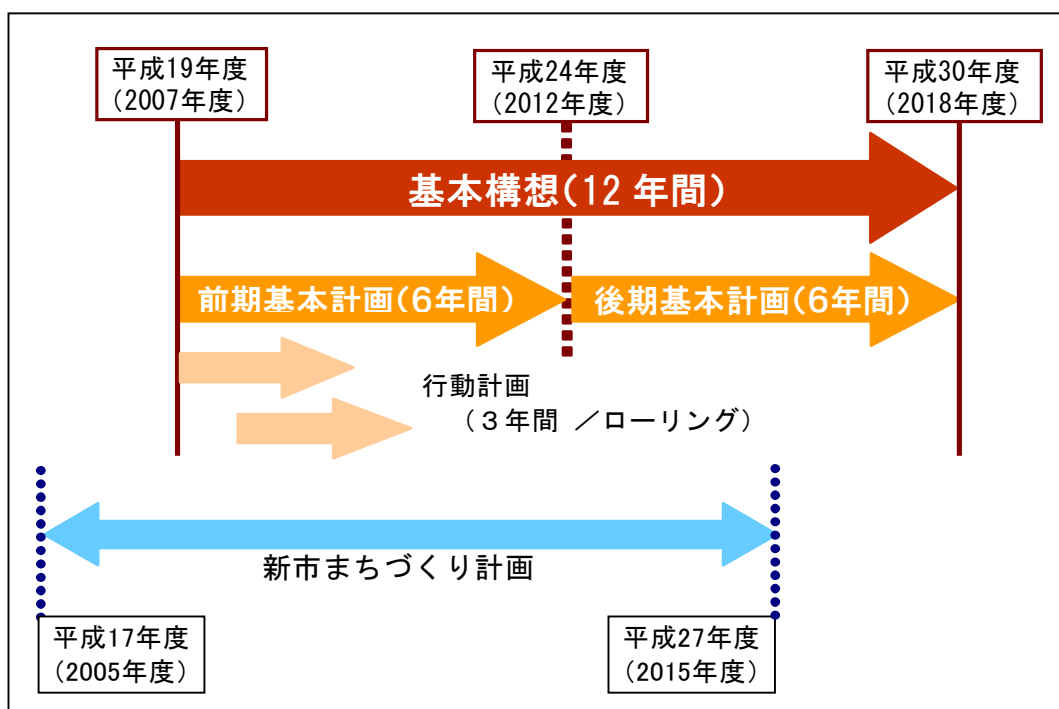 平成19年度
（2007年度）
平成24年度
（2012年度）
平成30年度
（2018年度）
基本構想（12 年間）
前期基本計画（６年間）
後期基本計画（６年間）
行動計画
（３年間 ／ローリング）
新市まちづくり計画
平成17年度
（2005年度）
平成27年度
（2015年度）